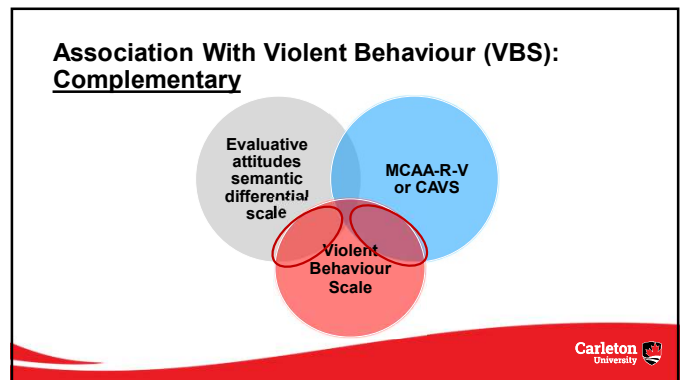 Association With Violent Behaviour (VBS):
Complementary
Evaluative
attitudes
semantic
differential
scale
MCAA-R-V
or CAVS
Violent
Behaviour
Scale
Carleton
University